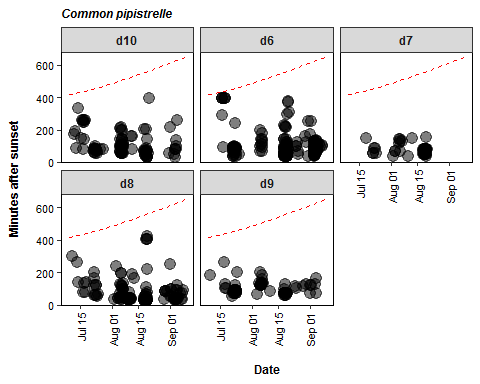 Common pipistrelle
d10 d6 d7
600
400
200
0
Jul 15 Aug 01 Aug 15 Sep 01
d8 d9
600
400
200
0
Jul 15 Aug 01 Aug 15 Sep 01 Jul 15 Aug 01 Aug 15 Sep 01
Minutes after sunset
Date